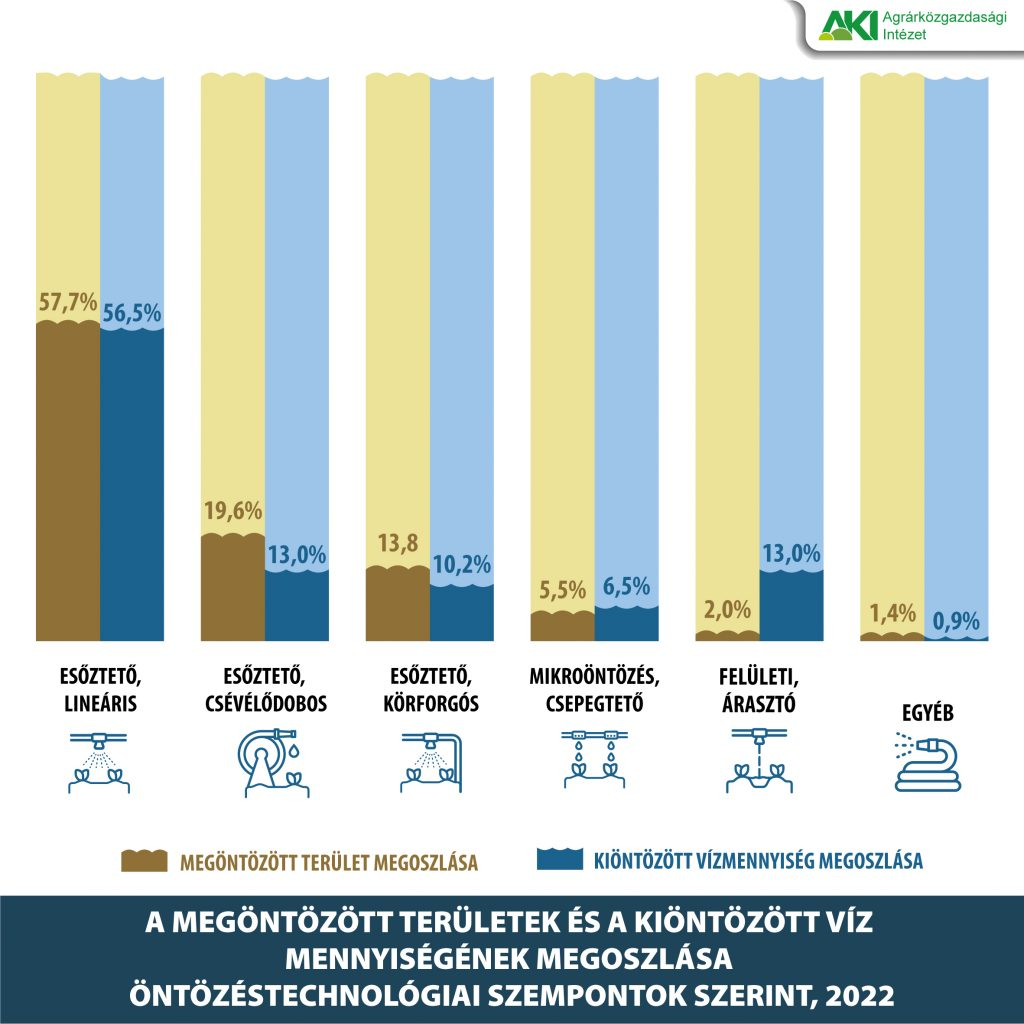 AKI Agrárközgazdasági
Intézet
57,7%
56,5%
19,6%
13,0%
13,8
10,2%
5,5%
6,5%
2,0%
13,0%
1,4%
0,9%
ESŐZTETŐ,
LINEÁRIS
ESŐZTETŐ,
CSÉVÉLŐDOBOS
ESŐZTETŐ,
KÖRFORGÓS
MIKROÖNTÖZÉS,
CSEPEGTETŐ
FELÜLETI,
ÁRASZTÓ
EGYÉB
MEGÖNTÖZÖTT TERÜLET MEGOSZLÁSA
KIÖNTÖZÖTT VÍZMENNYISÉG MEGOSZLÁSA
A MEGÖNTÖZÖTT TERÜLETEK ÉS A KIÖNTÖZÖTT VÍZ
MENNYISÉGÉNEK MEGOSZLÁSA
ÖNTÖZÉSTECHNOLÓGIAI SZEMPONTOK SZERINT, 2022